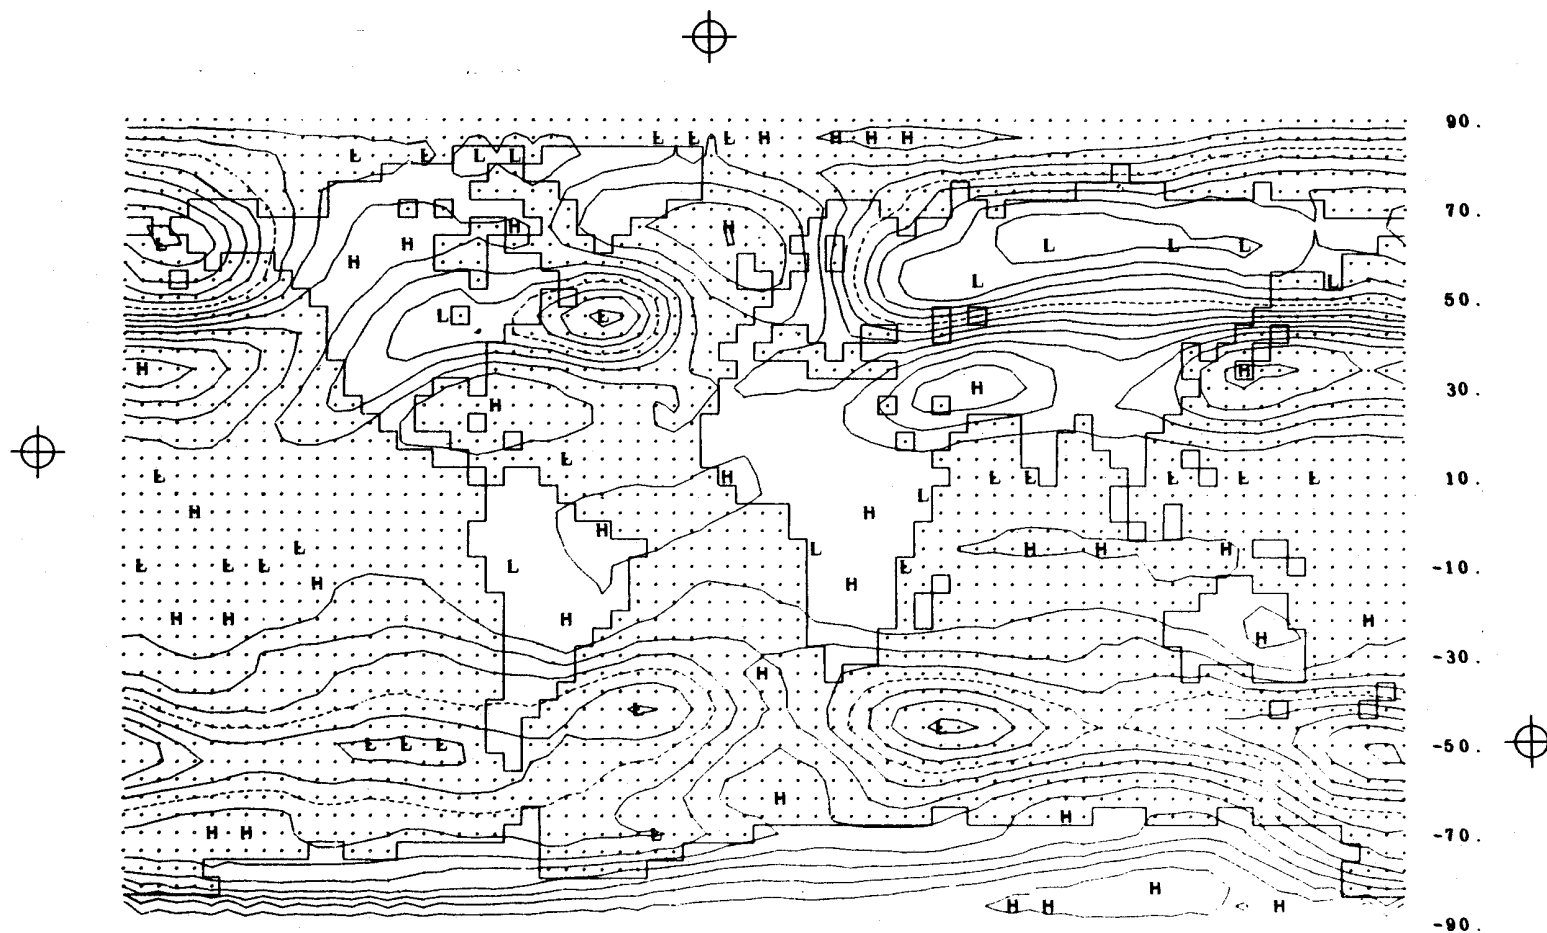 90.
L L L H H H H
L L L L
70.
H H
L H L L L
H
L L
50.
L L
H H
H 30.
H
L
L H L L L L L 10.
L
H H
H
L L H H H
L L L L L -10.
H H
H H H H
H
-30.
H
L
L
L L L -50.
H
H
H H L -70.
H
H H H
-90.